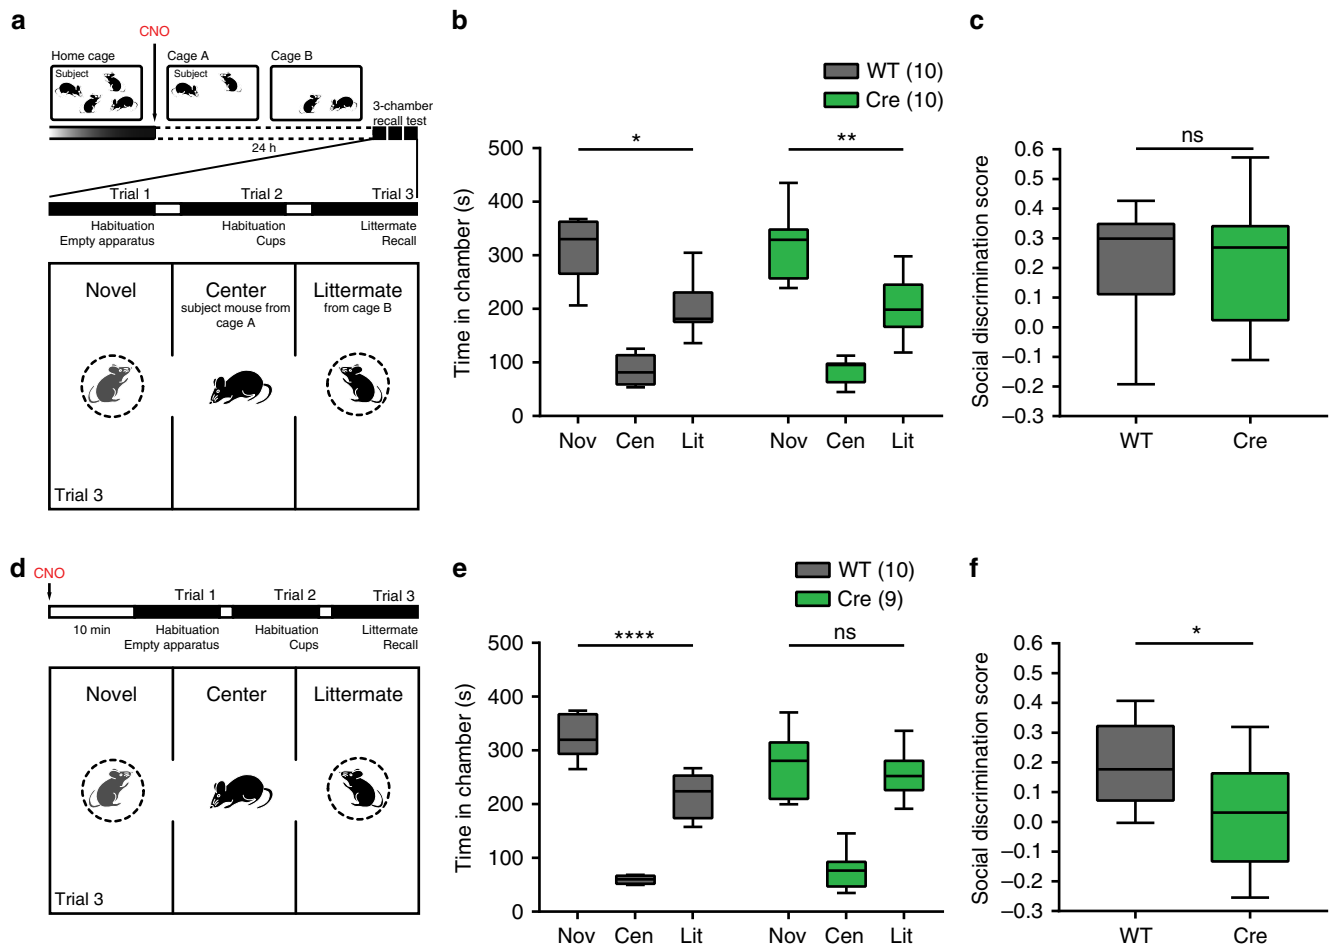 a
CNO
Home cage
Cage A
Cage B
Subject
Subject
3-chamber
recall test
24 h
Trial 1
Trial 2
Trial 3
Habituation
Empty apparatus
Habituation
Cups
Littermate
Recall
Novel
Center
subject mouse from
cage A
Littermate
from cage B
Trial 3
b
WT (10)
Cre (10)
Time in chamber (s)
500
400
300
200
100
0
*
**
Nov Cen Lit Nov Cen Lit
c
ns
Social discrimination score
0.6
0.5
0.4
0.3
0.2
0.1
0.0
–0.1
–0.2
–0.3
WT Cre
d
CNO
Trial 1
Trial 2
Trial 3
10 min
Habituation
Empty apparatus
Habituation
Cups
Littermate
Recall
Novel
Center
Littermate
Trial 3
e
WT (10)
Cre (9)
Time in chamber (s)
500
400
300
200
100
0
****
ns
Nov Cen Lit Nov Cen Lit
f
*
Social discrimination score
0.6
0.5
0.4
0.3
0.2
0.1
0.0
–0.1
–0.2
–0.3
WT Cre